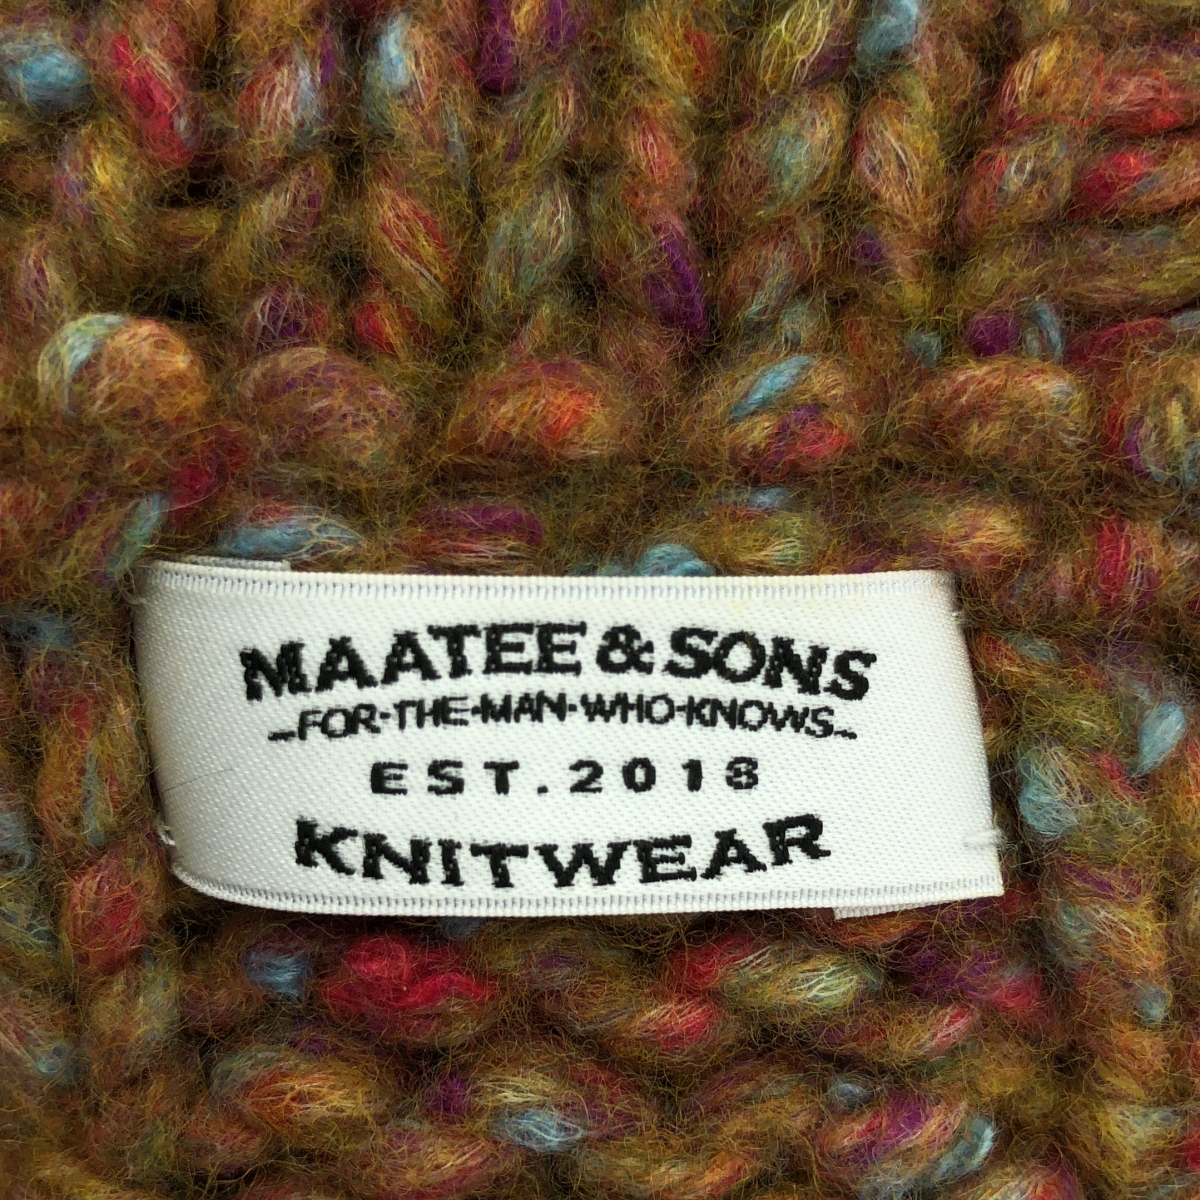 MAATEE & SONS
-FOR-THE-MAN-WHO-KNOWS-
EST.2018
KNITWEAR